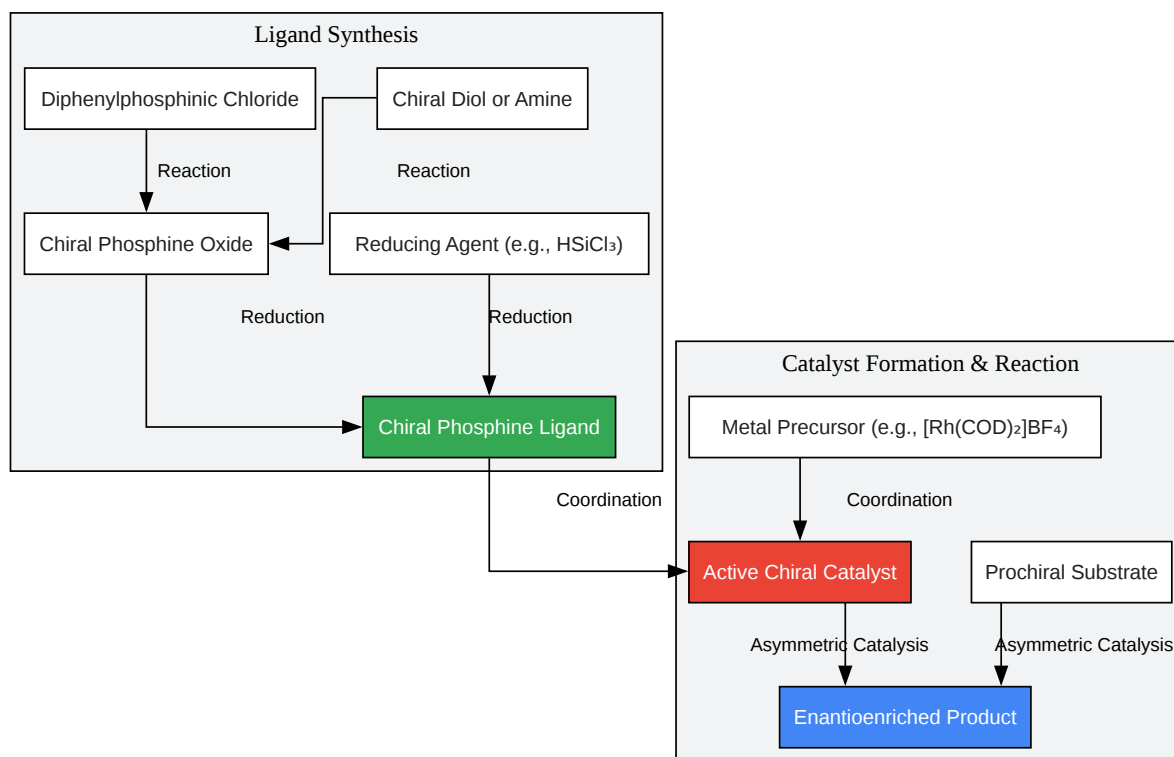 Ligand Synthesis
Diphenylphosphinic Chloride
Chiral Diol or Amine
Reaction
Reaction
Chiral Phosphine Oxide
Reducing Agent (e.g., HSiCl₃)
Reduction
Reduction
Chiral Phosphine Ligand
Coordination
Catalyst Formation & Reaction
Metal Precursor (e.g., [Rh(COD)₂]BF₄)
Coordination
Active Chiral Catalyst
Prochiral Substrate
Asymmetric Catalysis
Asymmetric Catalysis
Enantioenriched Product